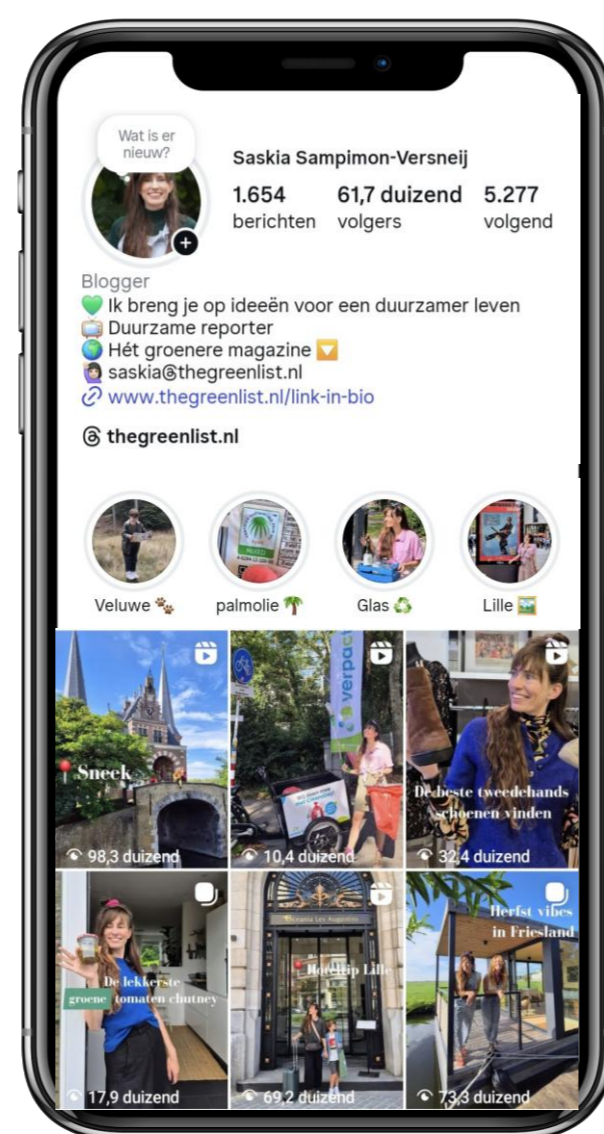 Wat is er
nieuw?
Saskia Sampimon-Versneij
1.654 61,7 duizend 5.277
berichten volgers volgend
Blogger
💚 Ik breng je op ideeën voor een duurzamer leven
📺 Duurzame reporter
🌍 Hét groenere magazine 🔽
🙋🏻‍♀️ saskia@thegreenlist.nl
www.thegreenlist.nl/link-in-bio
thegreenlist.nl
Veluwe 🐾 palmolie 🌴 Glas ♻️ Lille 🖼️
📍 Sneek
98,3 duizend
verpact
10,4 duizend
De beste tweedehands
schoenen vinden
32,4 duizend
De lekkerste
groene tomaten chutney
17,9 duizend
📍 Hoteltip Lille
69,2 duizend
Herfst vibes
in Friesland
73,3 duizend